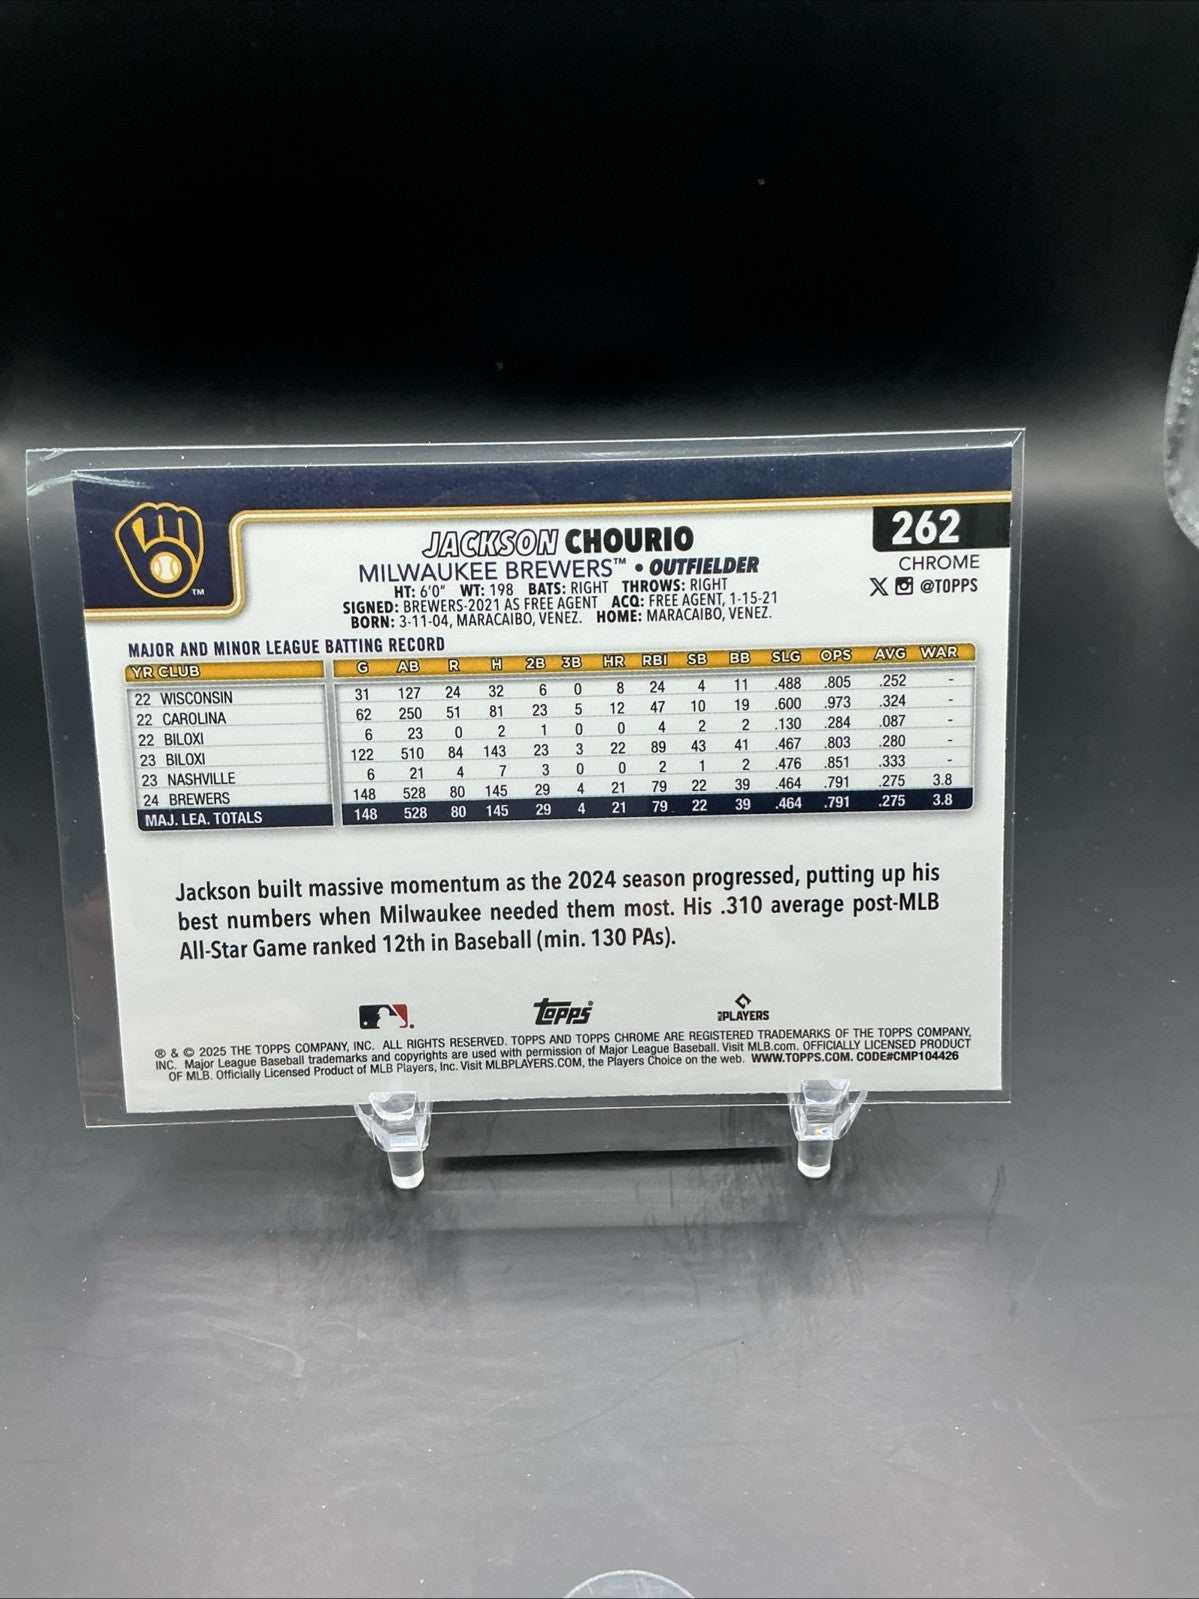 262
CHROME
@TOPPS
TM
JACKSON CHOURIO
MILWAUKEE BREWERS™ • OUTFIELDER
HT: 6'0" WT: 198 BATS: RIGHT THROWS: RIGHT
SIGNED: BREWERS-2021 AS FREE AGENT ACQ: FREE AGENT, 1-15-21
BORN: 3-11-04, MARACAIBO, VENEZ. HOME: MARACAIBO, VENEZ.
MAJOR AND MINOR LEAGUE BATTING RECORD
YR CLUB G AB R H 2B 3B HR RBI SB BB SLG OPS AVG WAR
22 WISCONSIN 31 127 24 32 6 0 8 24 4 11 .488 .805 .252 -
22 CAROLINA 62 250 51 81 23 5 12 47 10 19 .600 .973 .324 -
22 BILOXI 6 23 0 2 1 0 0 4 2 2 .130 .284 .087 -
23 BILOXI 122 510 84 143 23 3 22 89 43 41 .467 .803 .280 -
23 NASHVILLE 6 21 4 7 3 0 0 2 1 2 .476 .851 .333 -
24 BREWERS 148 528 80 145 29 4 21 79 22 39 .464 .791 .275 3.8
MAJ. LEA. TOTALS 148 528 80 145 29 4 21 79 22 39 .464 .791 .275 3.8
Jackson built massive momentum as the 2024 season progressed, putting up his
best numbers when Milwaukee needed them most. His .310 average post-MLB
All-Star Game ranked 12th in Baseball (min. 130 PAs).
topps
MLB PLAYERS
® & © 2025 THE TOPPS COMPANY, INC. ALL RIGHTS RESERVED. TOPPS AND TOPPS CHROME ARE REGISTERED TRADEMARKS OF THE TOPPS COMPANY,
INC. Major League Baseball trademarks and copyrights are used with permission of Major League Baseball. Visit MLB.com. OFFICIALLY LICENSED PRODUCT
OF MLB. Officially Licensed Product of MLB Players, Inc. Visit MLBPLAYERS.COM, the Players Choice on the web. WWW.TOPPS.COM. CODE#CMP104426